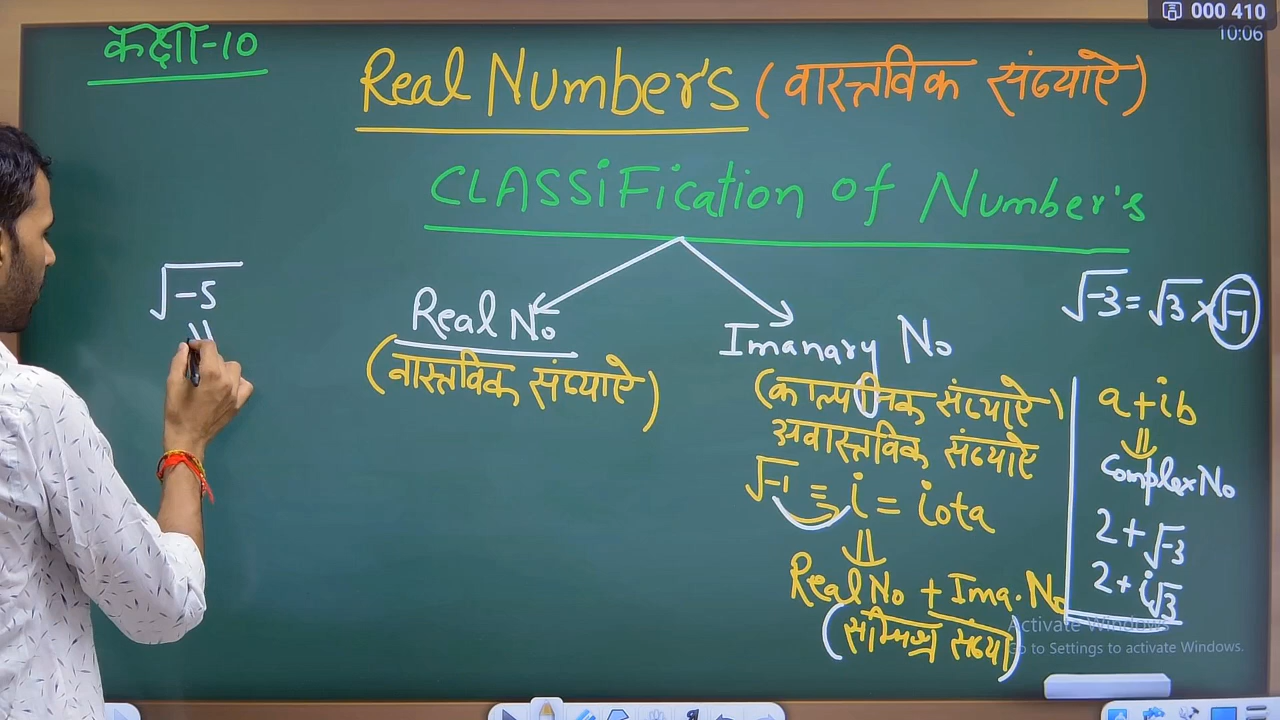 000 410
10:06
कक्षा-10
Real Number's (वास्तविक संख्याऐ)
CLASSiFication of Number's
√-5
Real No
(वास्तविक संख्याऐ)
Imanary No
(काल्पनिक संख्याऐ)
अवास्तविक संख्याऐ
√-1 = i = iota
Real No + Ima. No
(सम्मिश्र संख्या)
√-3 = √3 × √-1
a+ib
Complex No
2+√-3
2+i√3
Activate Windows
Go to Settings to activate Windows.